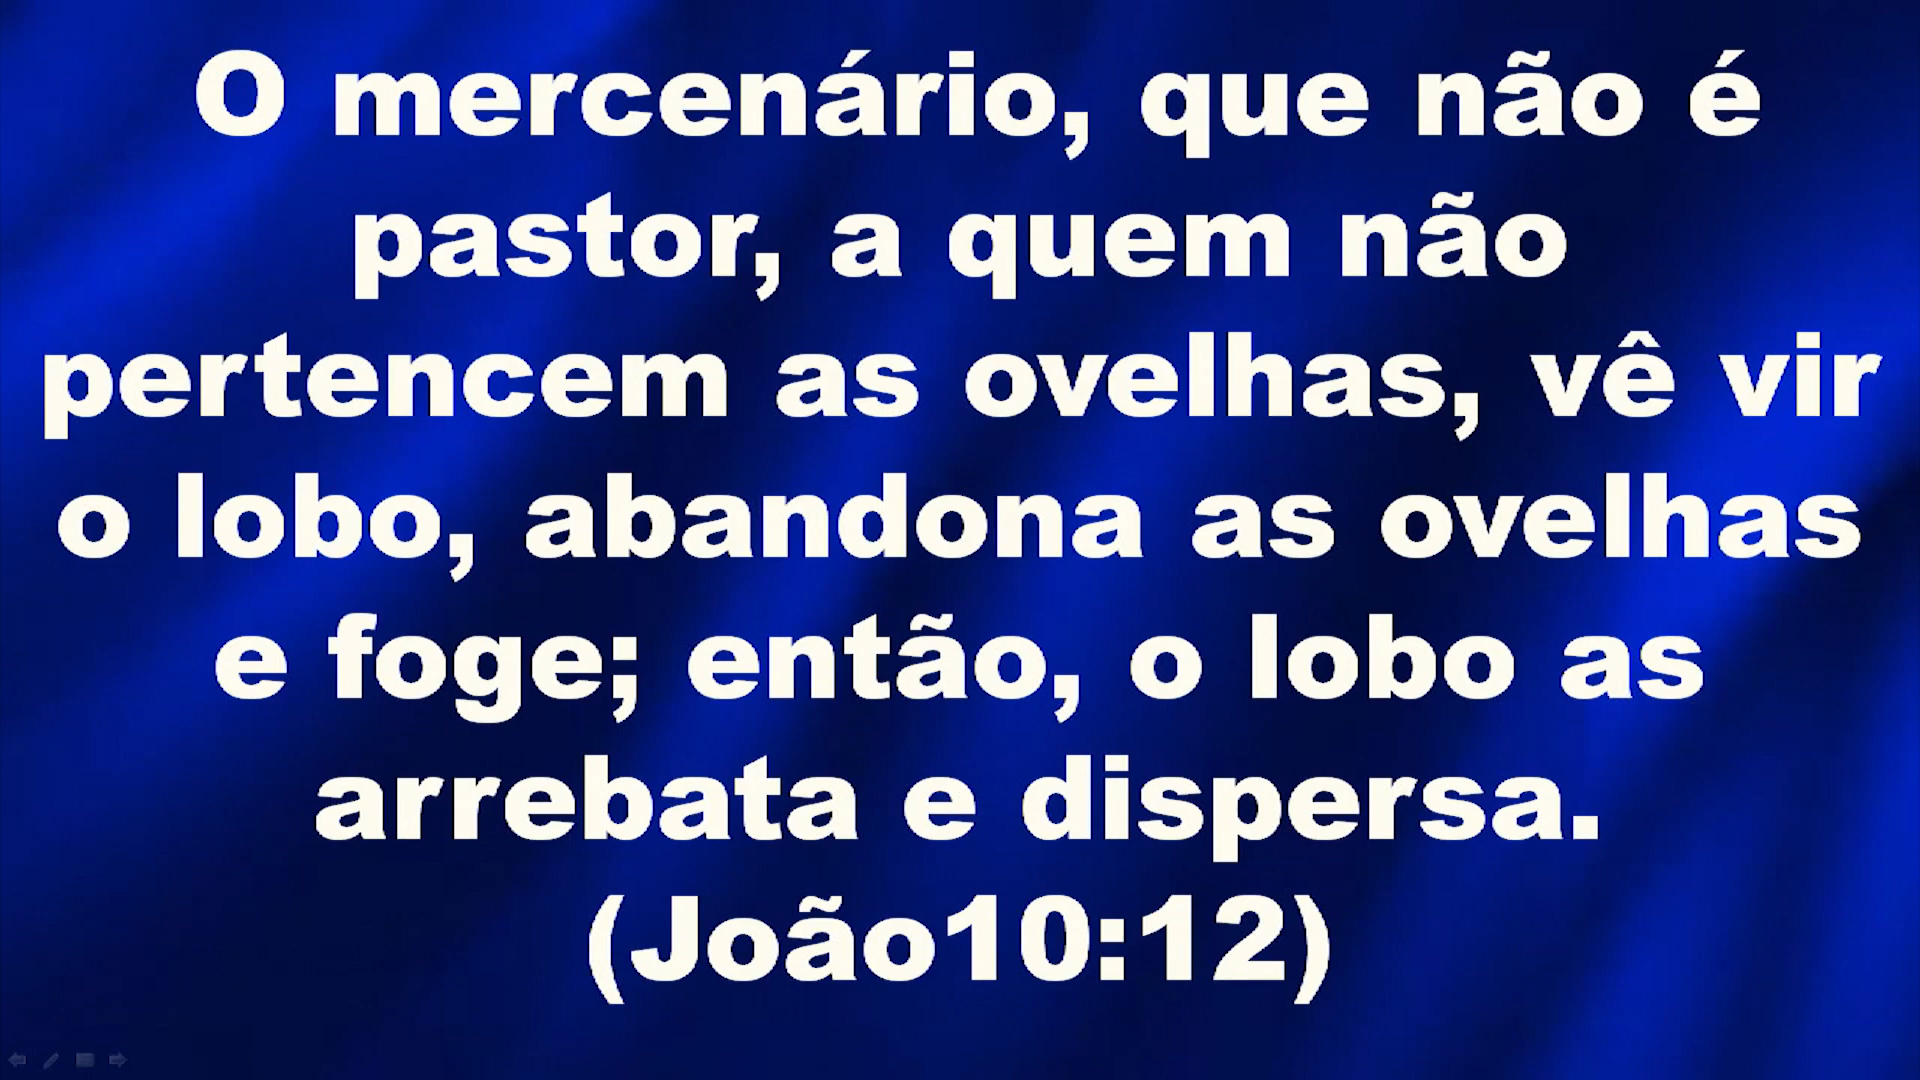 O mercenário, que não é
pastor, a quem não
pertencem as ovelhas, vê vir
o lobo, abandona as ovelhas
e foge; então, o lobo as
arrebata e dispersa.
(João10:12)